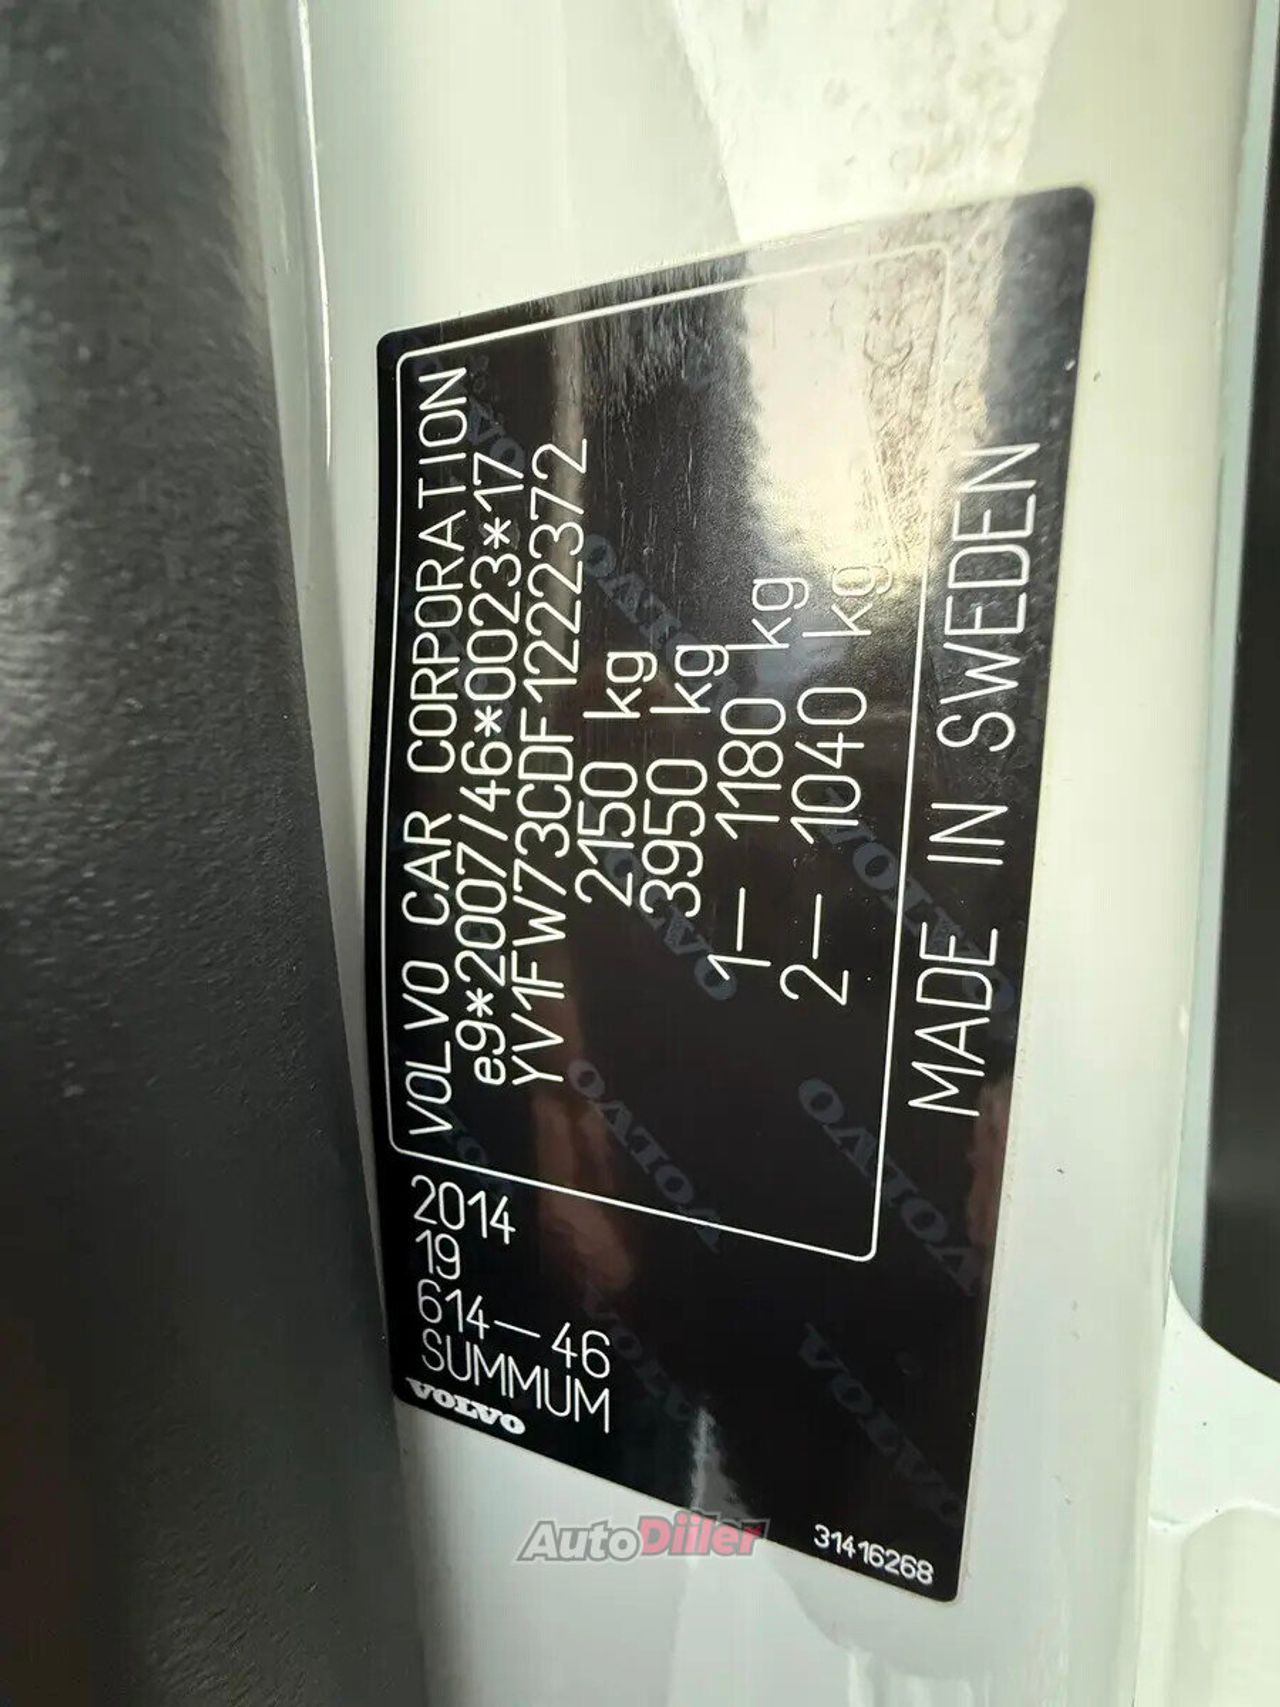 VOLVO CAR CORPORATION
e9*2007/46*0023*17
YV1FW73CDF1222372
2150 kg
3950 kg
1— 1180 kg
2— 1040 kg
MADE IN SWEDEN
2014
19
614—46
SUMMUM
VOLVO
31416268
AutoDiiler